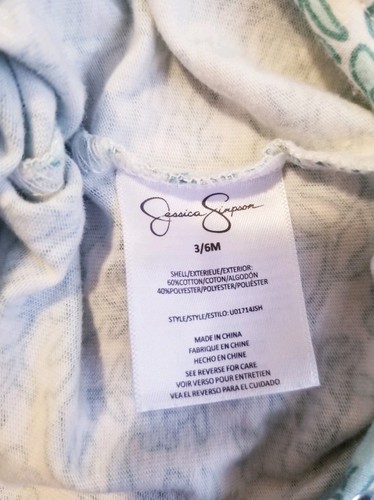 Jessica Simpson
3/6M
SHELL/EXTERIEUE/EXTERIOR:
60%COTTON/COTON/ALGODÓN
40%POLYESTER/POLYESTER/POLIÉSTER
STYLE/STYLE/ESTILO: U01714JSH
MADE IN CHINA
FABRIQUE EN CHINE
HECHO EN CHINE
SEE REVERSE FOR CARE
VOIR VERSO POUR ENTRETIEN
VEA EL REVERSO PARA EL CUIDADO